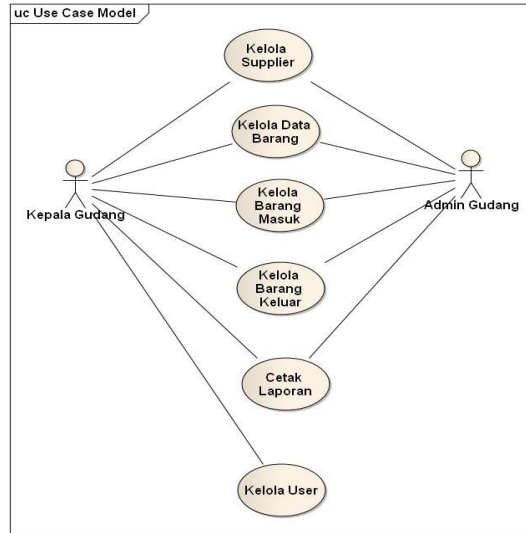 uc Use Case Model
Kelola
Supplier
Kelola Data
Barang
Kepala Gudang
Kelola
Barang
Masuk
Admin Gudang
Kelola
Barang
Keluar
Cetak
Laporan
Kelola User